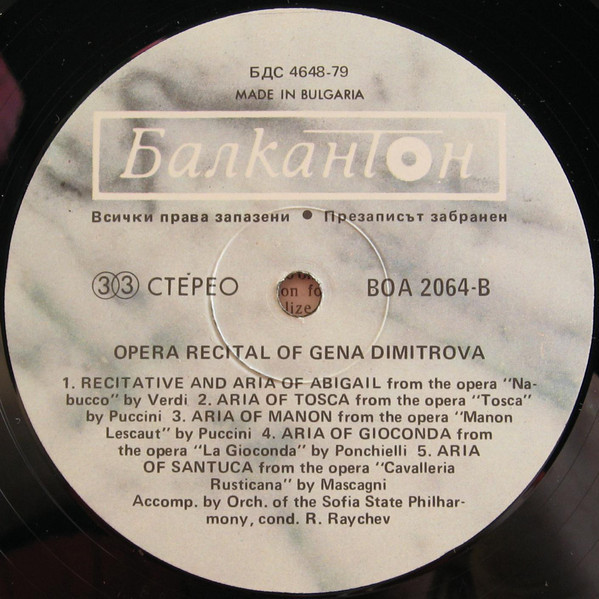 БДС 4648-79
MADE IN BULGARIA
Балкантон
Всички права запазени ● Презаписът забранен
33 СТЕРЕО
on fo
lize
ВОА 2064-В
OPERA RECITAL OF GENA DIMITROVA
1. RECITATIVE AND ARIA OF ABIGAIL from the opera "Na-
bucco" by Verdi 2. ARIA OF TOSCA from the opera "Tosca"
by Puccini 3. ARIA OF MANON from the opera "Manon
Lescaut" by Puccini 4. ARIA OF GIOCONDA from
the opera "La Gioconda" by Ponchielli 5. ARIA
OF SANTUCA from the opera "Cavalleria
Rusticana" by Mascagni
Accomp. by Orch. of the Sofia State Philhar-
mony, cond. R. Raychev